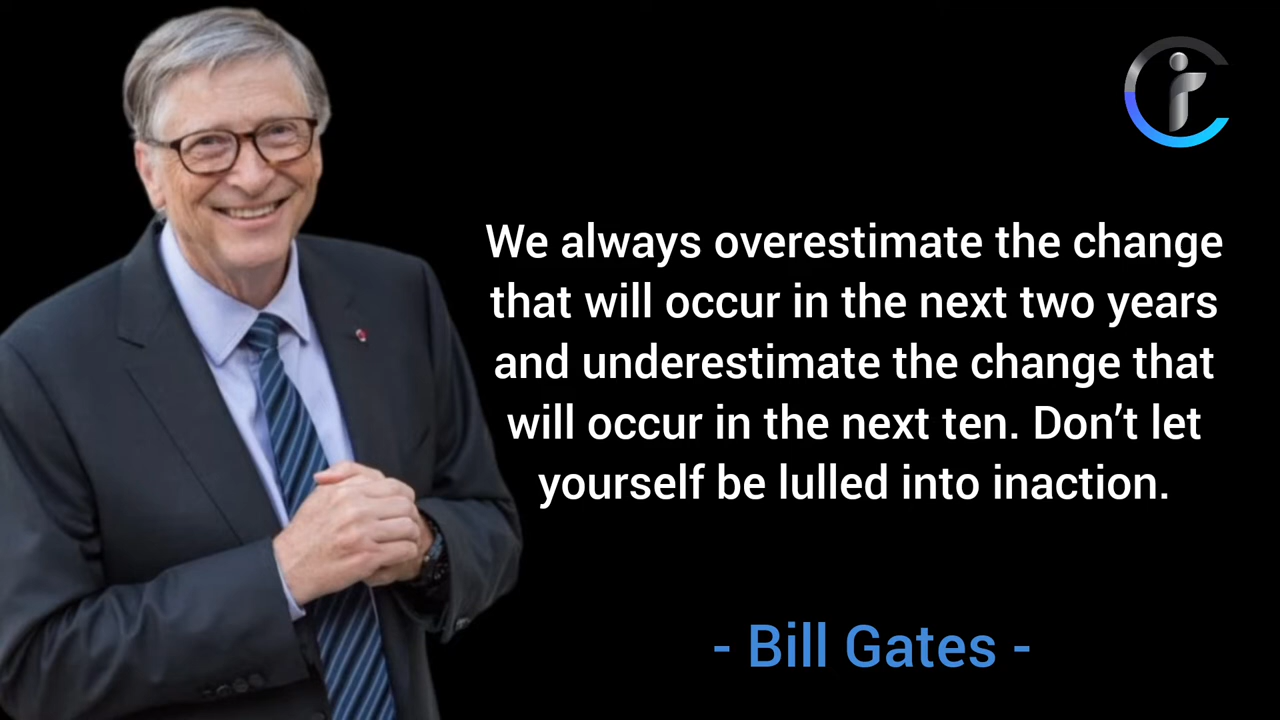 We always overestimate the change
that will occur in the next two years
and underestimate the change that
will occur in the next ten. Don’t let
yourself be lulled into inaction.
- Bill Gates -